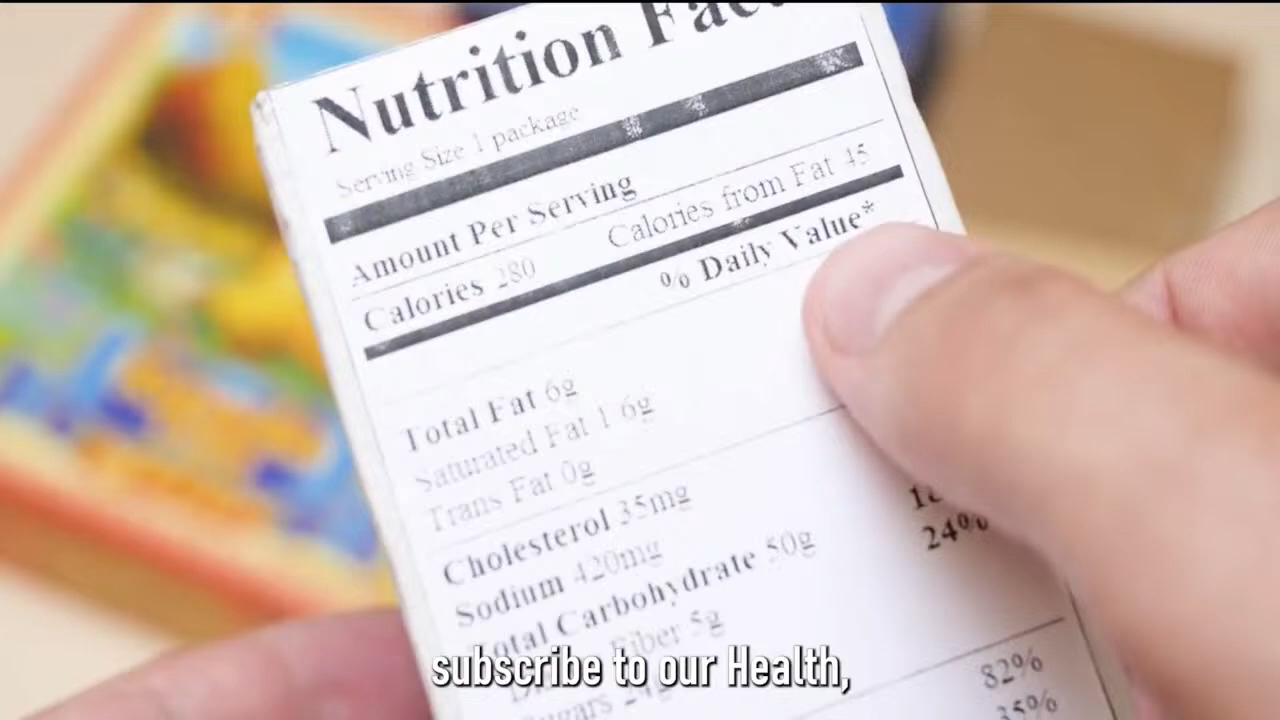 Nutrition
Serving Size 1 package
Amount Per Serving
Calories 280 Calories from Fat 45
% Daily Value*
Total Fat 6g
Saturated Fat 1 6g
Trans Fat 0g
Cholesterol 35mg
Sodium 420mg
Total Carbohydrate 50g
24%
Fiber 5g
Sugars
82%
35%
subscribe to our Health,